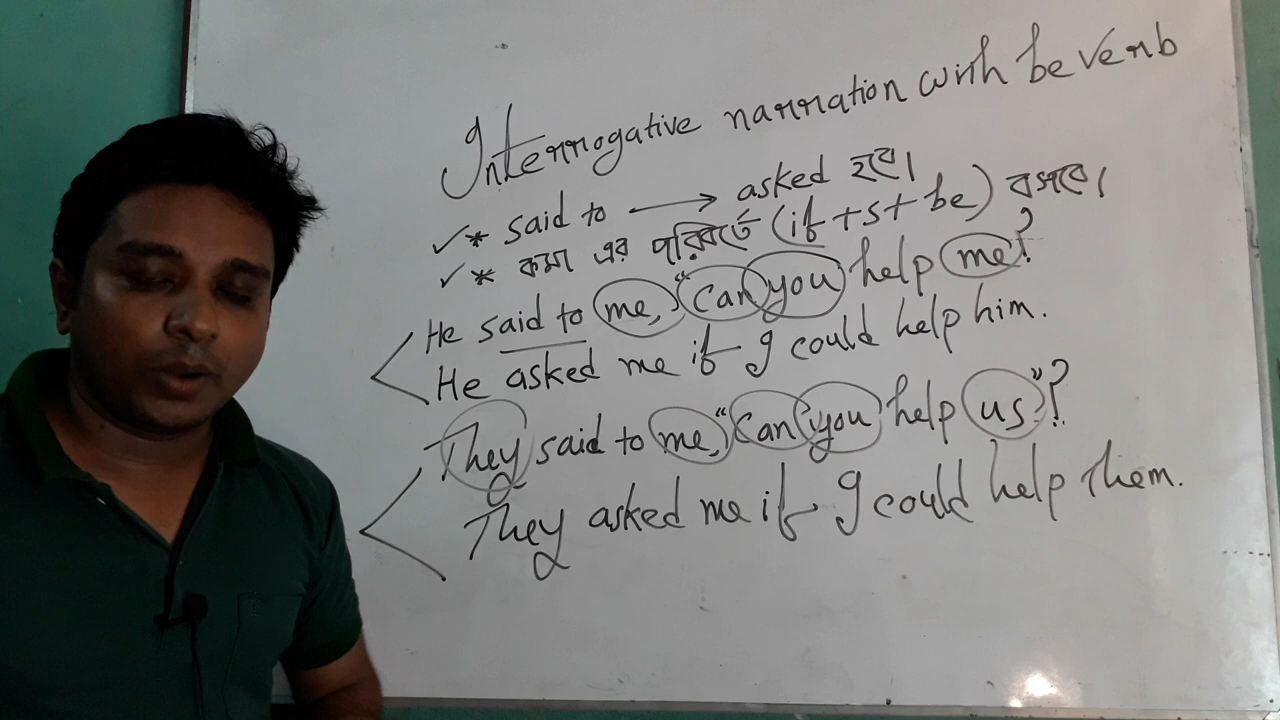 Interrogative narration with be verb
✓* said to → asked হবে।
✓* কমা এর পরিবর্তে (if + s + be) বসবে।
He said to me, "can you help me?
He asked me if I could help him.
They said to me, "can you help us"?
They asked me if I could help them.